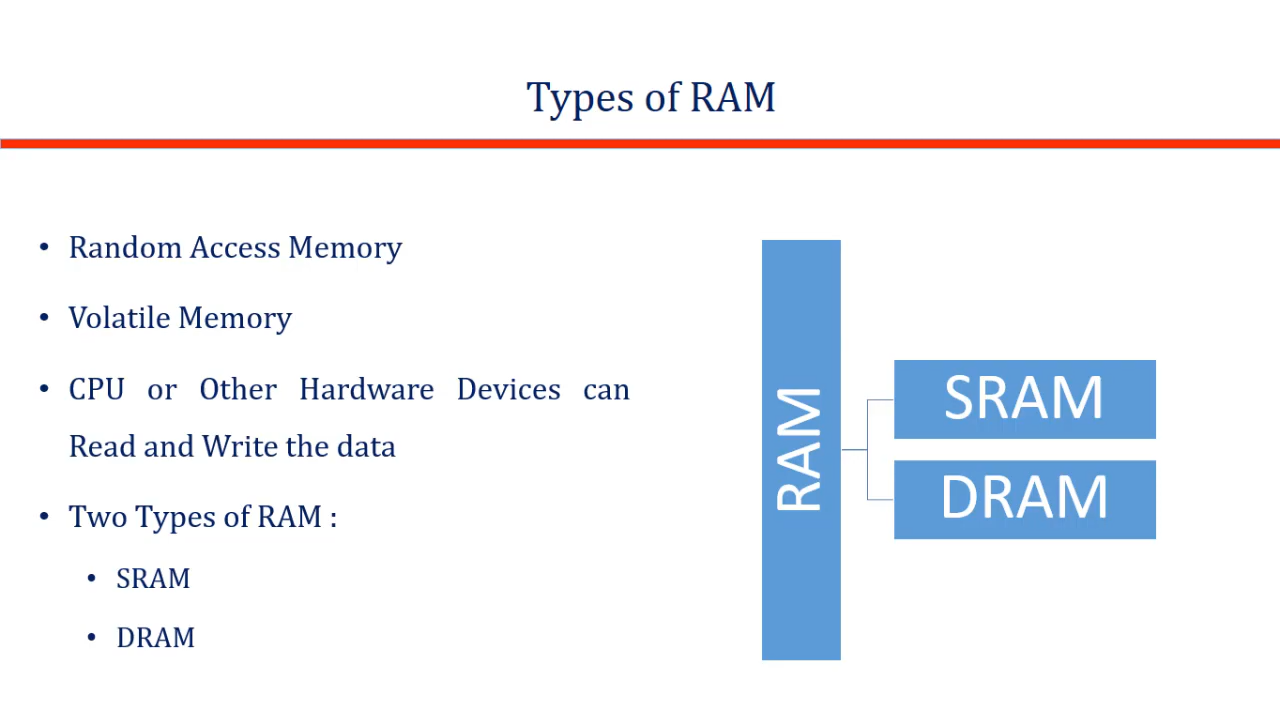 Types of RAM
• Random Access Memory
• Volatile Memory
• CPU or Other Hardware Devices can
Read and Write the data
• Two Types of RAM :
• SRAM
• DRAM
RAM
SRAM
DRAM